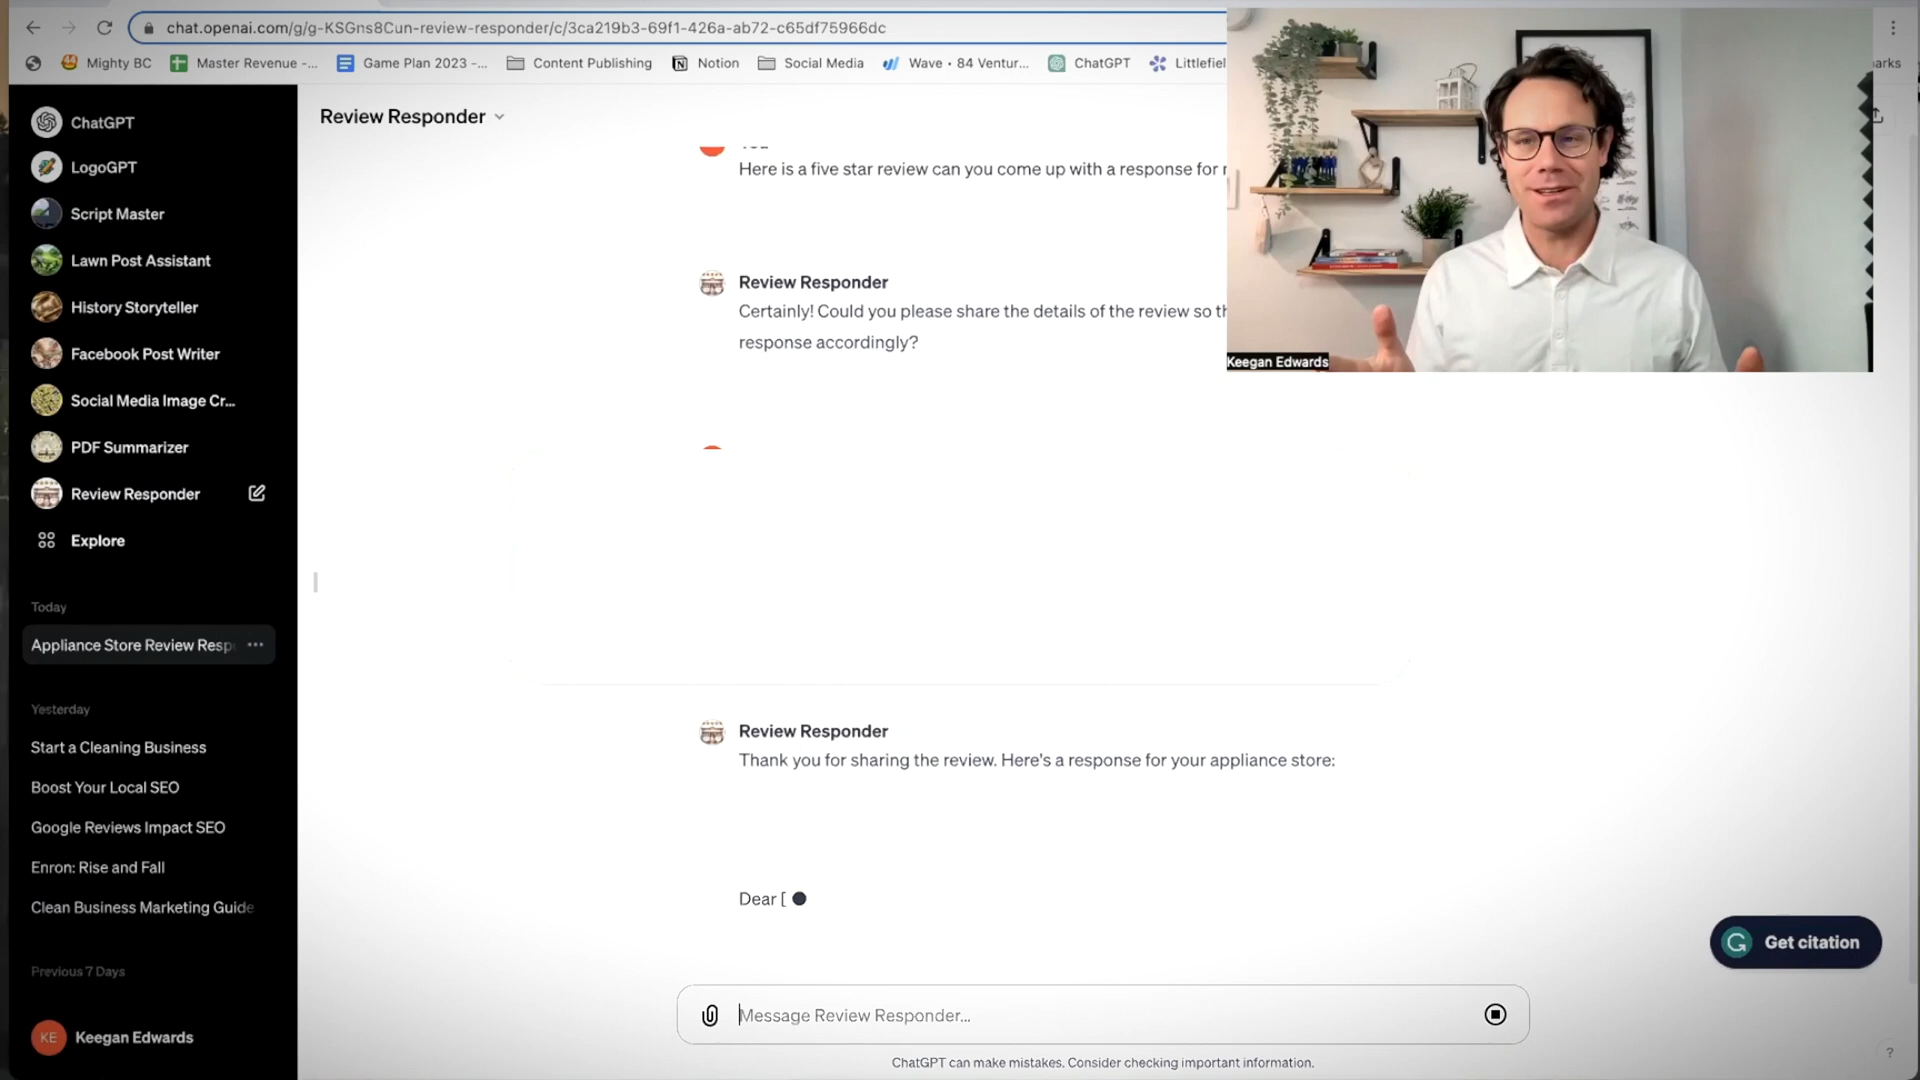 chat.openai.com/g/g-KSGns8Cun-review-responder/c/3ca219b3-69f1-426a-ab72-c65df75966dc
Mighty BC
Master Revenue -...
Game Plan 2023 -...
Content Publishing
Notion
Social Media
Wave • 84 Ventur...
ChatGPT
Littlefiel
arks
ChatGPT
LogoGPT
Script Master
Lawn Post Assistant
History Storyteller
Facebook Post Writer
Social Media Image Cr...
PDF Summarizer
Review Responder
Explore
Today
Appliance Store Review Resp
Yesterday
Start a Cleaning Business
Boost Your Local SEO
Google Reviews Impact SEO
Enron: Rise and Fall
Clean Business Marketing Guide
Previous 7 Days
KE
Keegan Edwards
Review Responder
Here is a five star review can you come up with a response for
Review Responder
Certainly! Could you please share the details of the review so th
response accordingly?
Keegan Edwards
Review Responder
Thank you for sharing the review. Here's a response for your appliance store:
Dear [
Get citation
Message Review Responder...
ChatGPT can make mistakes. Consider checking important information.
?